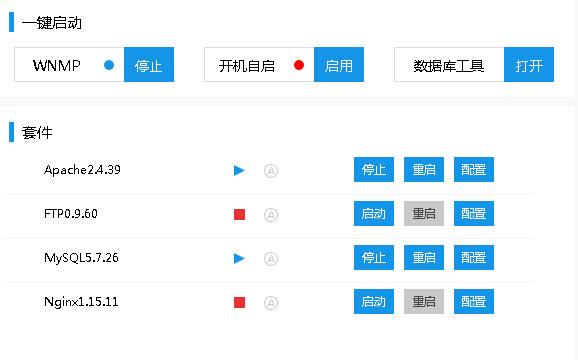 一键启动
WNMP 停止 开机自启 启用 数据库工具 打开
套件
Apache2.4.39 A 停止 重启 配置
FTP0.9.60 A 启动 重启 配置
MySQL5.7.26 A 停止 重启 配置
Nginx1.15.11 A 启动 重启 配置